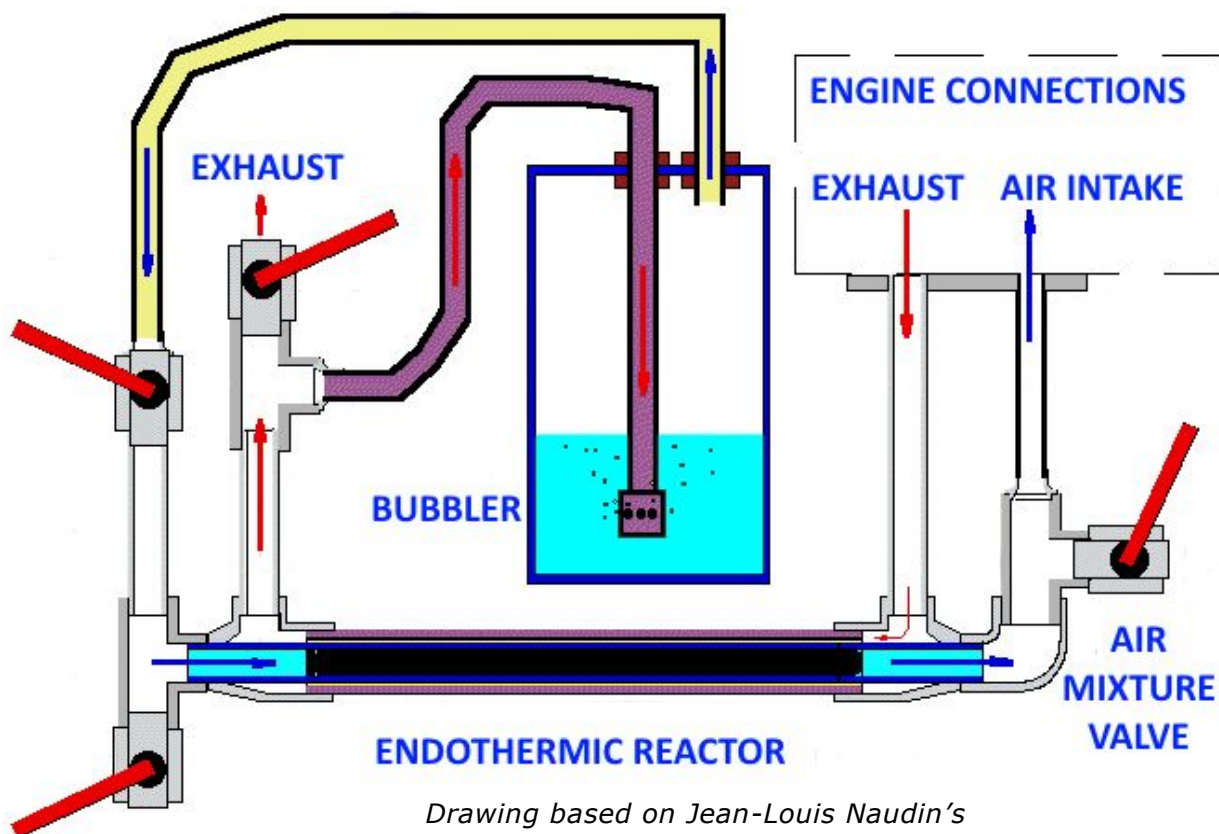 ENGINE CONNECTIONS
EXHAUST
EXHAUST
AIR INTAKE
BUBBLER
AIR
MIXTURE
VALVE
ENDOTHERMIC REACTOR
Drawing based on Jean-Louis Naudin's